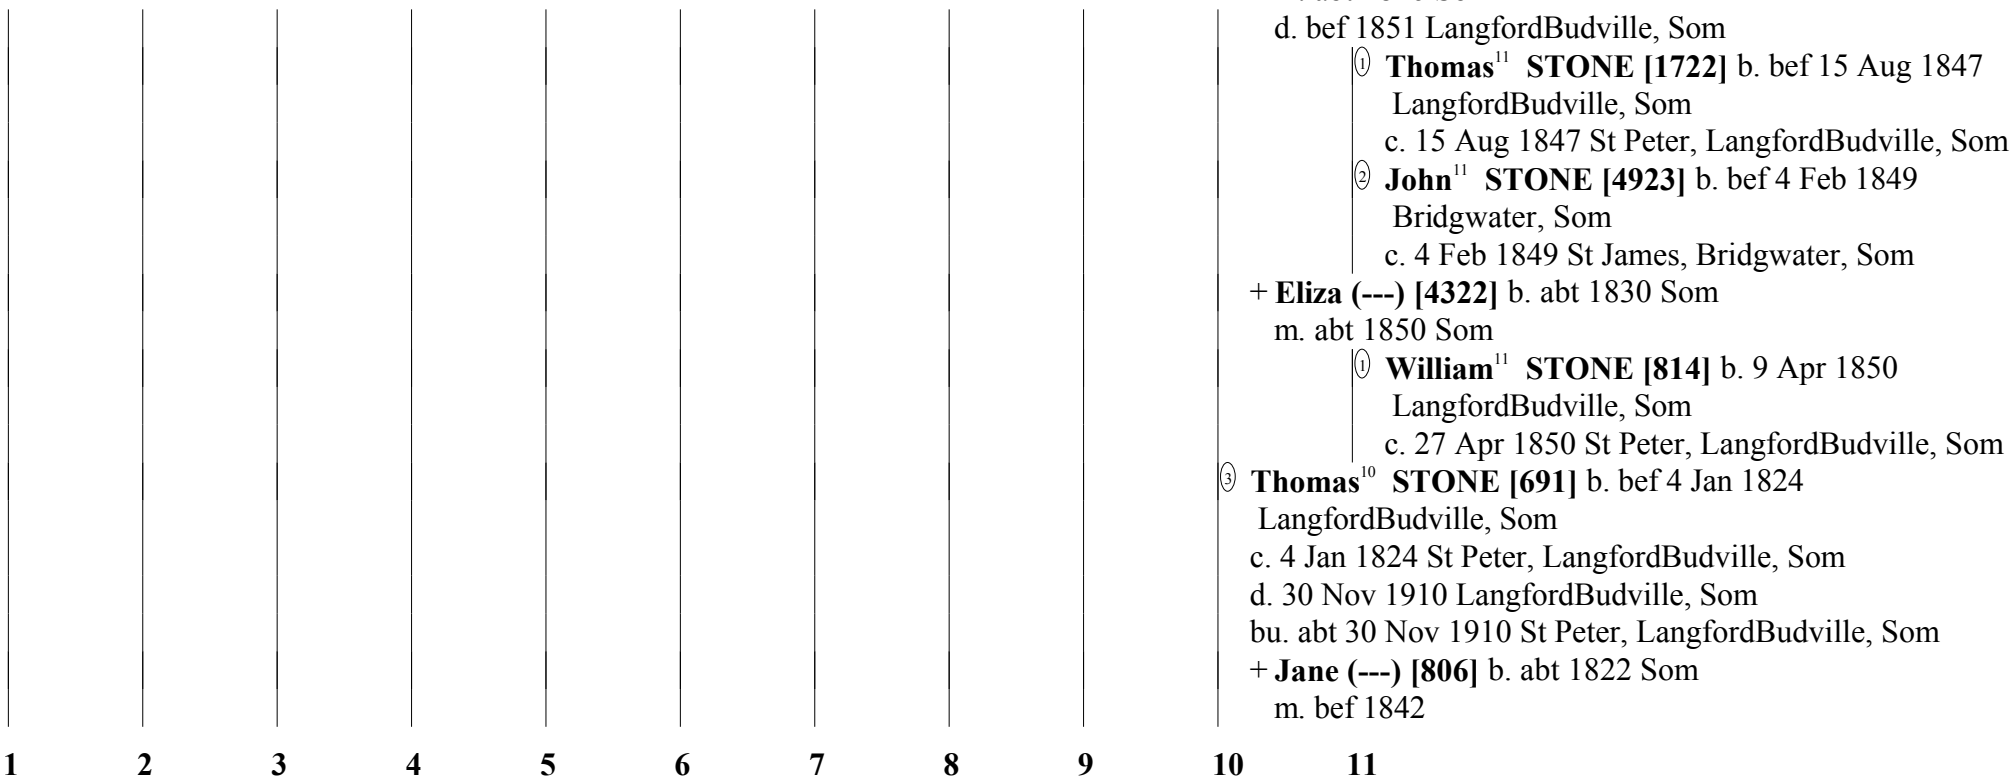 d. bef 1851 LangfordBudville, Som
1 Thomas¹¹ STONE [1722] b. bef 15 Aug 1847
LangfordBudville, Som
c. 15 Aug 1847 St Peter, LangfordBudville, Som
2 John¹¹ STONE [4923] b. bef 4 Feb 1849
Bridgwater, Som
c. 4 Feb 1849 St James, Bridgwater, Som
+ Eliza (---) [4322] b. abt 1830 Som
m. abt 1850 Som
1 William¹¹ STONE [814] b. 9 Apr 1850
LangfordBudville, Som
c. 27 Apr 1850 St Peter, LangfordBudville, Som
3 Thomas¹⁰ STONE [691] b. bef 4 Jan 1824
LangfordBudville, Som
c. 4 Jan 1824 St Peter, LangfordBudville, Som
d. 30 Nov 1910 LangfordBudville, Som
bu. abt 30 Nov 1910 St Peter, LangfordBudville, Som
+ Jane (---) [806] b. abt 1822 Som
m. bef 1842
1 2 3 4 5 6 7 8 9 10 11